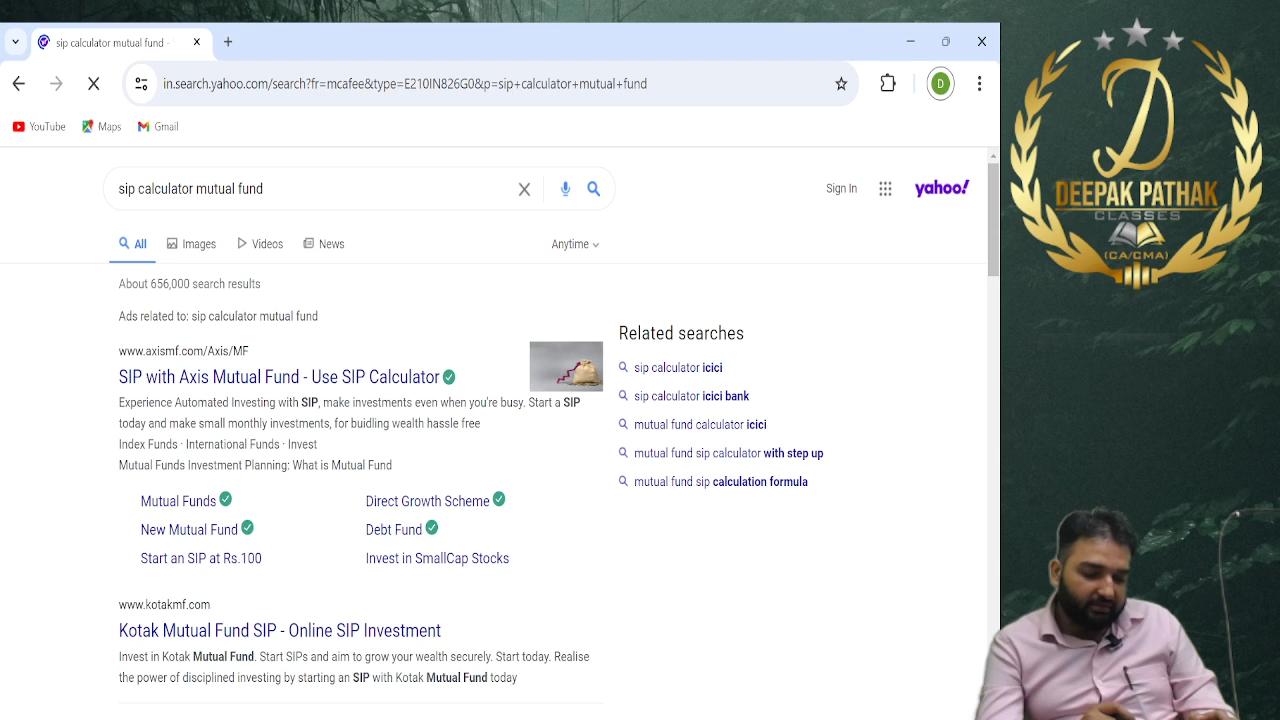 sip calculator mutual fund -
in.search.yahoo.com/search?fr=mcafee&type=E210IN826G0&p=sip+calculator+mutual+fund
D
YouTube Maps Gmail
sip calculator mutual fund
Sign In
yahoo!
All Images Videos News Anytime
About 656,000 search results
Ads related to: sip calculator mutual fund
www.axismf.com/Axis/MF
SIP with Axis Mutual Fund - Use SIP Calculator
Experience Automated Investing with SIP, make investments even when you're busy. Start a SIP
today and make small monthly investments, for buidling wealth hassle free
Index Funds · International Funds · Invest
Mutual Funds Investment Planning: What is Mutual Fund
Mutual Funds Direct Growth Scheme
New Mutual Fund Debt Fund
Start an SIP at Rs.100 Invest in SmallCap Stocks
www.kotakmf.com
Kotak Mutual Fund SIP - Online SIP Investment
Invest in Kotak Mutual Fund. Start SIPs and aim to grow your wealth securely. Start today. Realise
the power of disciplined investing by starting an SIP with Kotak Mutual Fund today
Related searches
sip calculator icici
sip calculator icici bank
mutual fund calculator icici
mutual fund sip calculator with step up
mutual fund sip calculation formula
D
DEEPAK PATHAK
CLASSES
(CA/CMA)